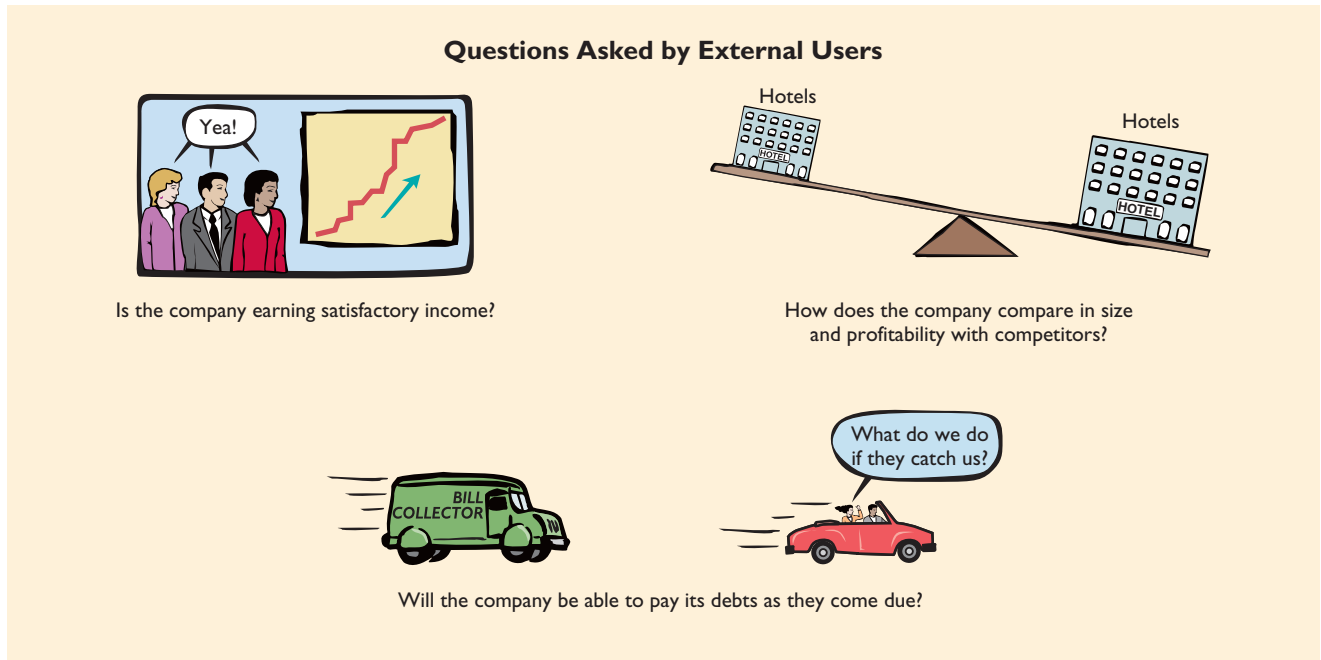 Questions Asked by External Users
Yea!
Is the company earning satisfactory income?
Hotels
HOTEL
Hotels
HOTEL
How does the company compare in size
and profitability with competitors?
BILL
COLLECTOR
What do we do
if they catch us?
Will the company be able to pay its debts as they come due?